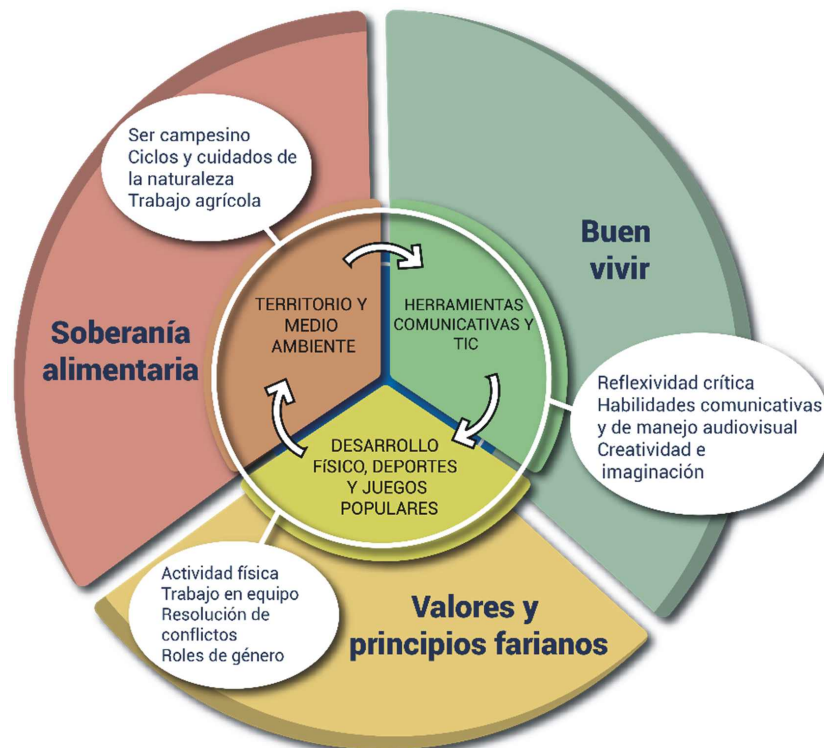 Ser campesino
Ciclos y cuidados de
la naturaleza
Trabajo agrícola
Soberanía
alimentaria
TERRITORIO Y
MEDIO
AMBIENTE
Buen
vivir
HERRAMIENTAS
COMUNICATIVAS Y
TIC
Reflexividad crítica
Habilidades comunicativas
y de manejo audiovisual
Creatividad e
imaginación
DESARROLLO
FÍSICO, DEPORTES
Y JUEGOS
POPULARES
Actividad física
Trabajo en equipo
Resolución de
conflictos
Roles de género
Valores y
principios farianos